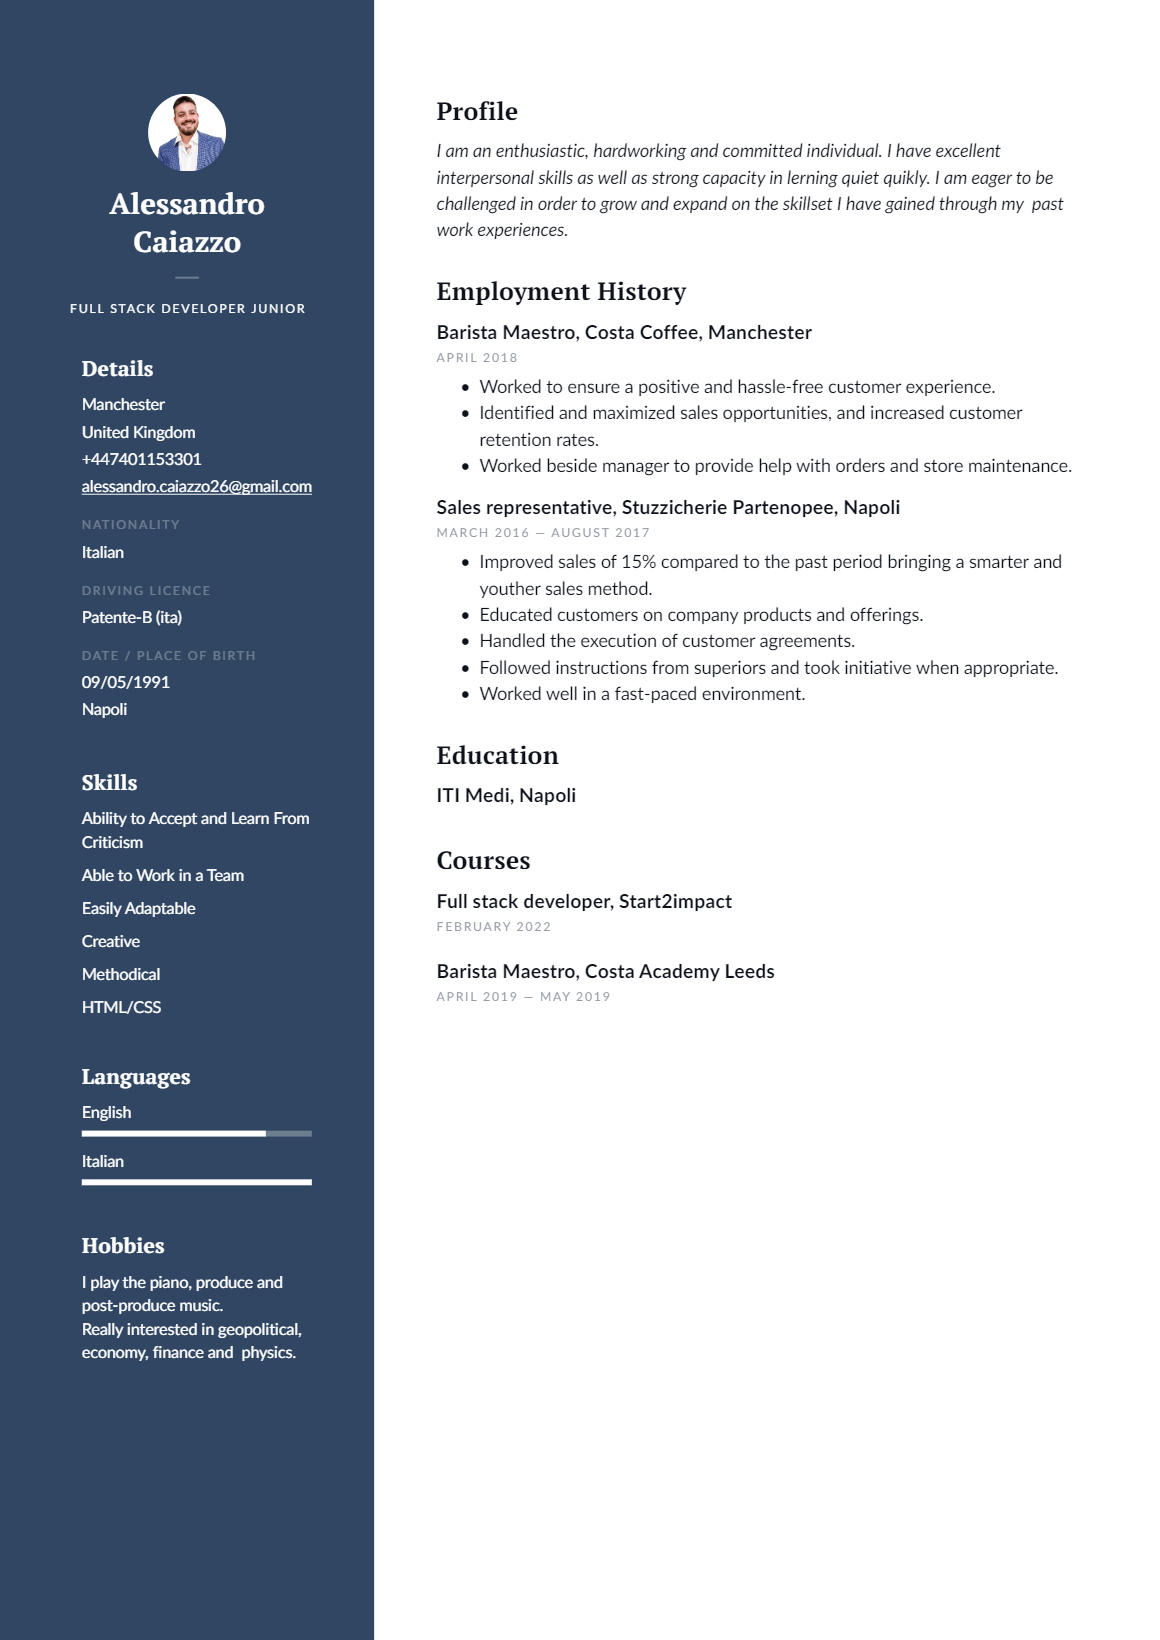 Alessandro
Caiazzo
FULL STACK DEVELOPER JUNIOR
Details
Manchester
United Kingdom
+447401153301
alessandro.caiazzo26@gmail.com
NATIONALITY
Italian
DRIVING LICENCE
Patente-B (ita)
DATE / PLACE OF BIRTH
09/05/1991
Napoli
Skills
Ability to Accept and Learn From
Criticism
Able to Work in a Team
Easily Adaptable
Creative
Methodical
HTML/CSS
Languages
English
Italian
Hobbies
I play the piano, produce and
post-produce music.
Really interested in geopolitical,
economy, finance and  physics.
Profile
I am an enthusiastic, hardworking and committed individual. I have excellent
interpersonal skills as well as strong capacity in lerning quiet quikly. I am eager to be
challenged in order to grow and expand on the skillset I have gained through my  past
work experiences.
Employment History
Barista Maestro, Costa Coffee, Manchester
APRIL 2018
• Worked to ensure a positive and hassle-free customer experience.
• Identified and maximized sales opportunities, and increased customer
retention rates.
• Worked beside manager to provide help with orders and store maintenance.
Sales representative, Stuzzicherie Partenopee, Napoli
MARCH 2016 — AUGUST 2017
• Improved sales of 15% compared to the past period bringing a smarter and
youther sales method.
• Educated customers on company products and offerings.
• Handled the execution of customer agreements.
• Followed instructions from superiors and took initiative when appropriate.
• Worked well in a fast-paced environment.
Education
ITI Medi, Napoli
Courses
Full stack developer, Start2impact
FEBRUARY 2022
Barista Maestro, Costa Academy Leeds
APRIL 2019 — MAY 2019